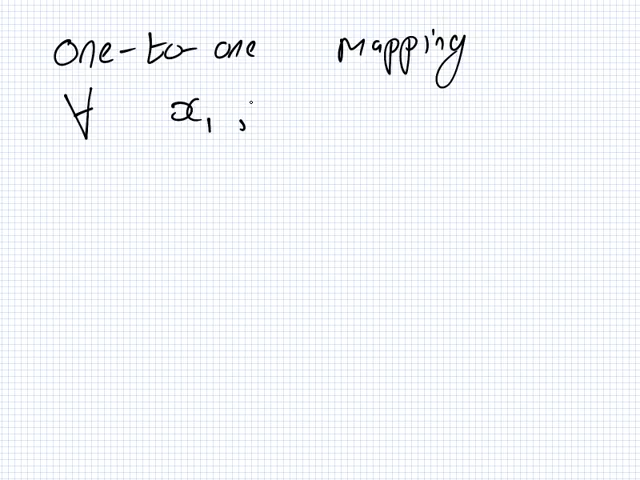 one-to-one mapping
∀ x₁ ,